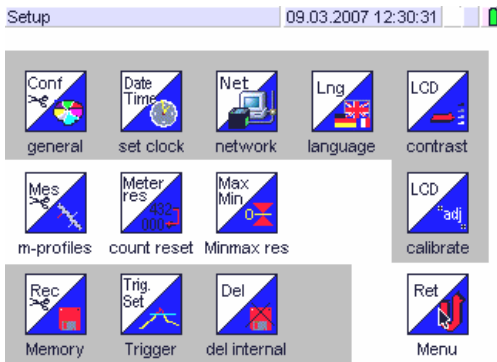 Setup 09.03.2007 12:30:31
Conf Date Time Net Lng LCD
general set clock network language contrast
Mes Meter res 432 000 Max Min 0 LCD "adj"
m-profiles count reset Minmax res calibrate
Rec Trig. Set Del Ret
Memory Trigger del internal Menu